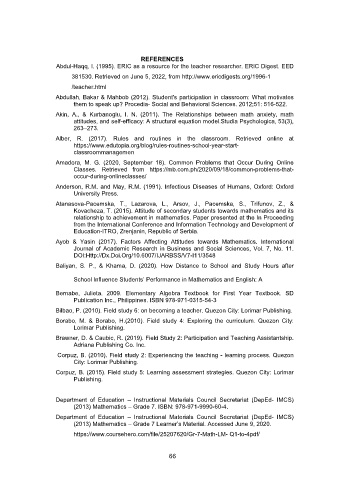 REFERENCES
Abdul-Haqq, I. (1995). ERIC as a resource for the teacher researcher. ERIC Digest. EED
381530. Retrieved on June 5, 2022, from http://www.ericdigests.org/1996-1
/teacher.html
Abdullah, Bakar & Mahbob (2012). Student's participation in classroom: What motivates
them to speak up? Procedia- Social and Behavioral Sciences. 2012;51: 516-522.
Akin, A., & Kurbanoglu, I. N. (2011). The Relationships between math anxiety, math
attitudes, and self-efficacy: A structural equation model.Studia Psychologica, 53(3),
263–273.
Alber, R. (2017). Rules and routines in the classroom. Retrieved online at
https://www.edutopia.org/blog/rules-routines-school-year-start-
classroommanagemen
Amadora, M. G. (2020, September 18). Common Problems that Occur During Online
Classes. Retrieved from https://mb.com.ph/2020/09/18/common-problems-that-
occur-during-onlineclasses/
Anderson, R.M. and May, R.M. (1991). Infectious Diseases of Humans, Oxford: Oxford
University Press.
Atanasova-Pacemska, T., Lazarova, L., Arsov, J., Pacemska, S., Trifunov, Z., &
Kovacheza, T. (2015). Attitude of secondary students towards mathematics and its
relationship to achievement in mathematics. Paper presented at the In Proceeding
from the International Conference and Information Technology and Development of
Education-ITRO, Zrenjanin, Republic of Serbia.
Ayob & Yasin (2017). Factors Affecting Attitudes towards Mathematics. International
Journal of Academic Research in Business and Social Sciences, Vol. 7, No. 11.
DOI:Http://Dx.Doi.Org/10.6007/IJARBSS/V7-I11/3548
Baliyan, S. P., & Khama, D. (2020). How Distance to School and Study Hours after
School Influence Students' Performance in Mathematics and English: A
Bernabe, Julieta. 2009. Elementary Algebra Textbook for First Year Textbook. SD
Publication Inc., Philippines. ISBN 978-971-0315-54-3
Bilbao, P. (2010). Field study 6: on becoming a teacher. Quezon City: Lorimar Publishing.
Borabo, M. & Borabo, H.(2010). Field study 4: Exploring the curriculum. Quezon City:
Lorimar Publishing.
Brawner, D. & Caubic, R. (2019). Field Study 2: Participation and Teaching Assistantship.
Adriana Publishing Co. Inc.
Corpuz, B. (2010). Field study 2: Experiencing the teaching - learning process. Quezon
City: Lorimar Publishing.
Corpuz, B. (2015). Field study 5: Learning assessment strategies. Quezon City: Lorimar
Publishing.
Department of Education – Instructional Materials Council Secretariat (DepEd- IMCS)
(2013) Mathematics – Grade 7, ISBN: 978-971-9990-60-4.
Department of Education – Instructional Materials Council Secretariat (DepEd- IMCS)
(2013) Mathematics – Grade 7 Learner's Material. Accessed June 9, 2020.
https://www.coursehero.com/file/25207620/Gr-7-Math-LM- Q1-to-4pdf/
66